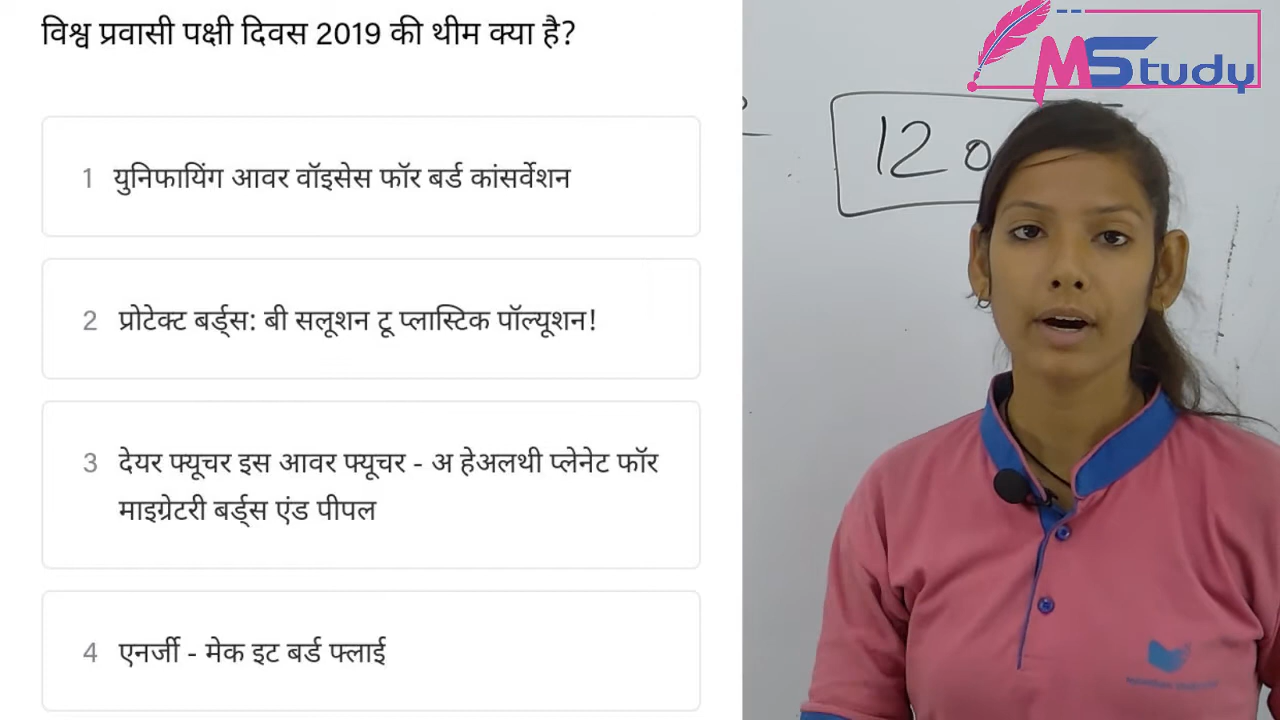 विश्व प्रवासी पक्षी दिवस 2019 की थीम क्या है?
1 युनिफायिंग आवर वॉइसेस फॉर बर्ड कांसर्वेशन
2 प्रोटेक्ट बर्ड्स: बी सलूशन टू प्लास्टिक पॉल्यूशन!
3 देयर फ्यूचर इस आवर फ्यूचर - अ हेअलथी प्लेनेट फॉर
माइग्रेटरी बर्ड्स एंड पीपल
4 एनर्जी - मेक इट बर्ड फ्लाई
MStudy
120